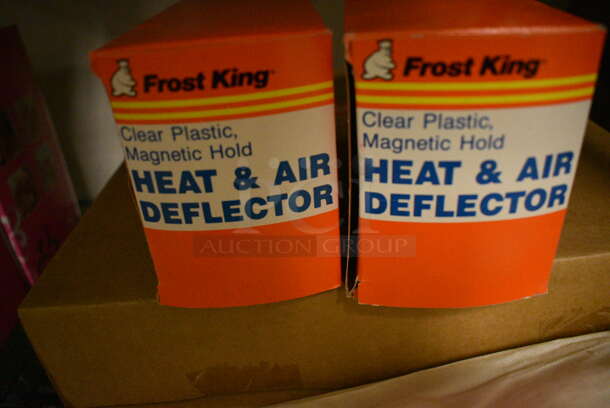 Frost King
Clear Plastic,
Magnetic Hold
HEAT & AIR
DEFLECTOR
Frost King
Clear Plastic,
Magnetic Hold
HEAT & AIR
DEFLECTOR
AUCTION GROUP